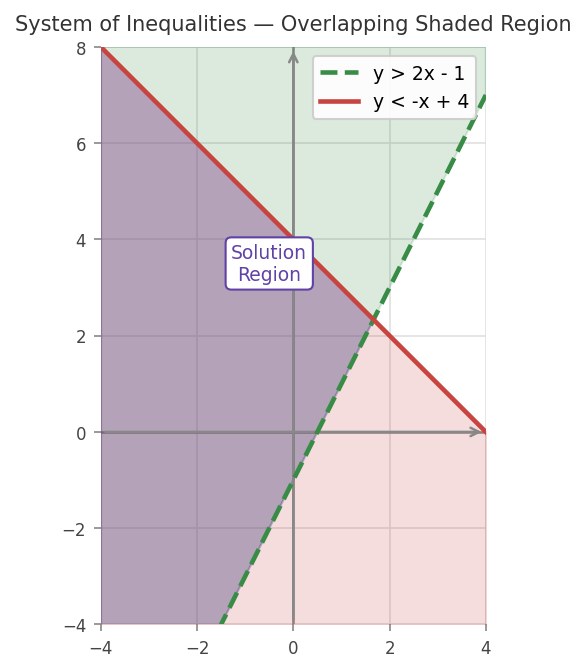 System of Inequalities — Overlapping Shaded Region
y > 2x - 1
y < -x + 4
Solution
Region
8
6
4
2
0
−2
−4
−4
−2
0
2
4